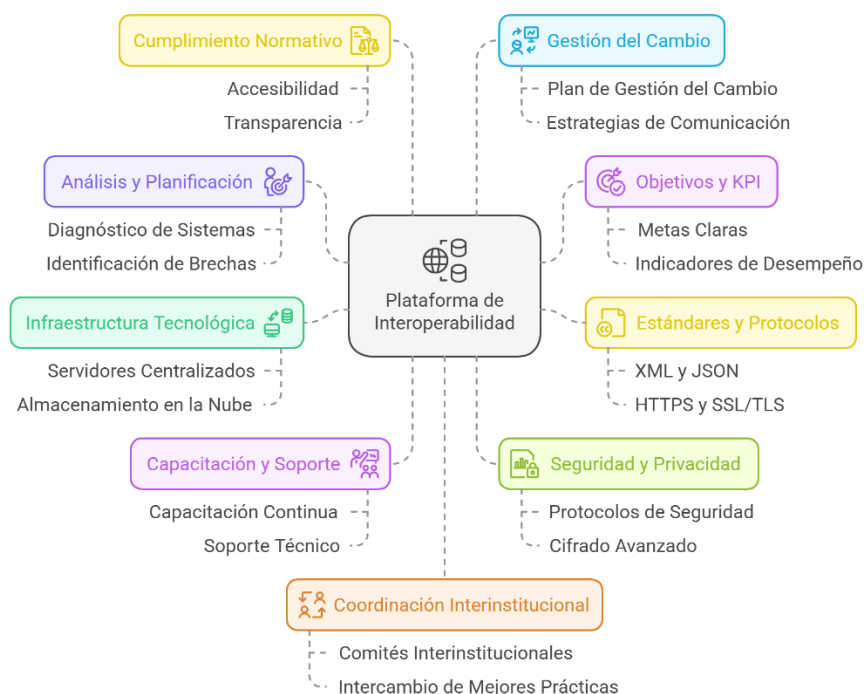 Cumplimiento Normativo
Accesibilidad
Transparencia
Gestión del Cambio
Plan de Gestión del Cambio
Estrategias de Comunicación
Análisis y Planificación
Diagnóstico de Sistemas
Identificación de Brechas
Objetivos y KPI
Metas Claras
Indicadores de Desempeño
Plataforma de
Interoperabilidad
Infraestructura Tecnológica
Servidores Centralizados
Almacenamiento en la Nube
Estándares y Protocolos
XML y JSON
HTTPS y SSL/TLS
Capacitación y Soporte
Capacitación Continua
Soporte Técnico
Seguridad y Privacidad
Protocolos de Seguridad
Cifrado Avanzado
Coordinación Interinstitucional
Comités Interinstitucionales
Intercambio de Mejores Prácticas